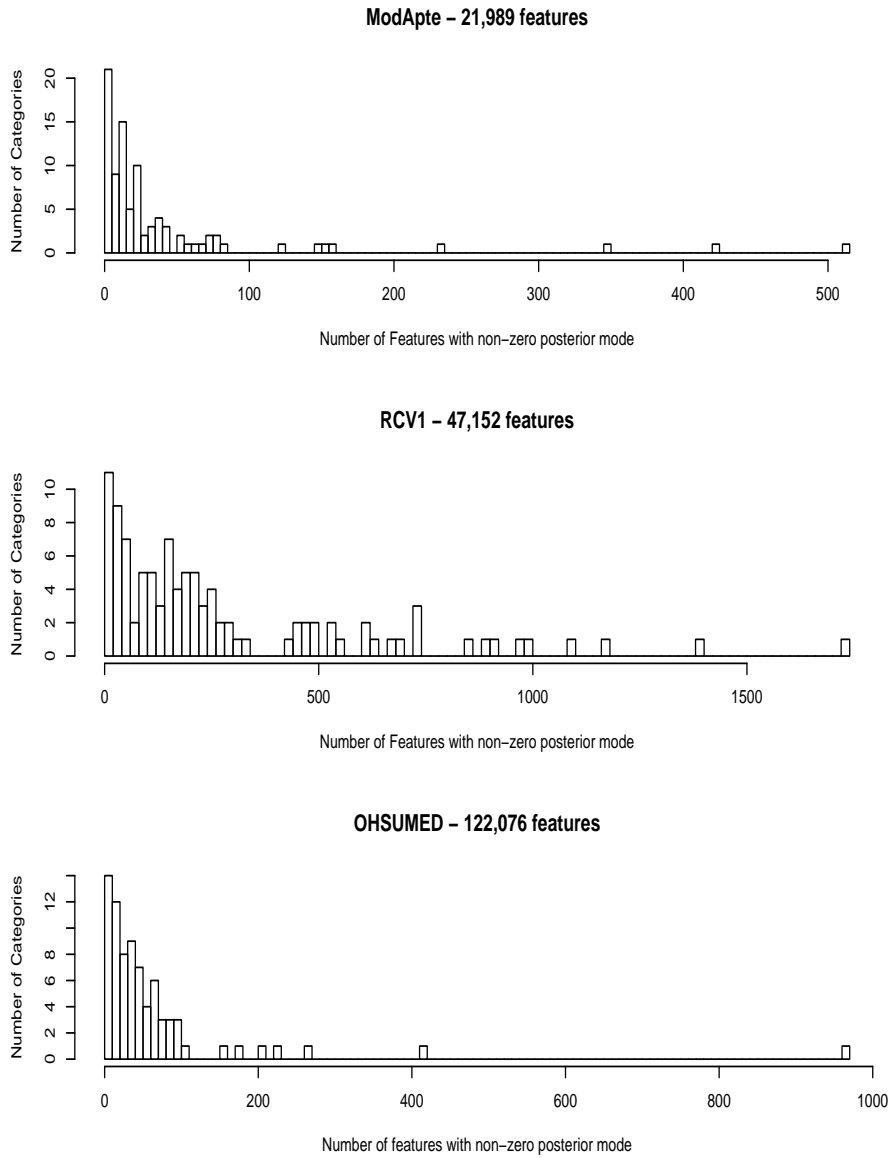 ModApte – 21,989 features
Number of Categories
0 5 10 15 20
0 100 200 300 400 500
Number of Features with non−zero posterior mode
RCV1 – 47,152 features
Number of Categories
0 2 4 6 8 10
0 500 1000 1500
Number of Features with non−zero posterior mode
OHSUMED – 122,076 features
Number of Categories
0 2 4 6 8 12
0 200 400 600 800 1000
Number of features with non−zero posterior mode